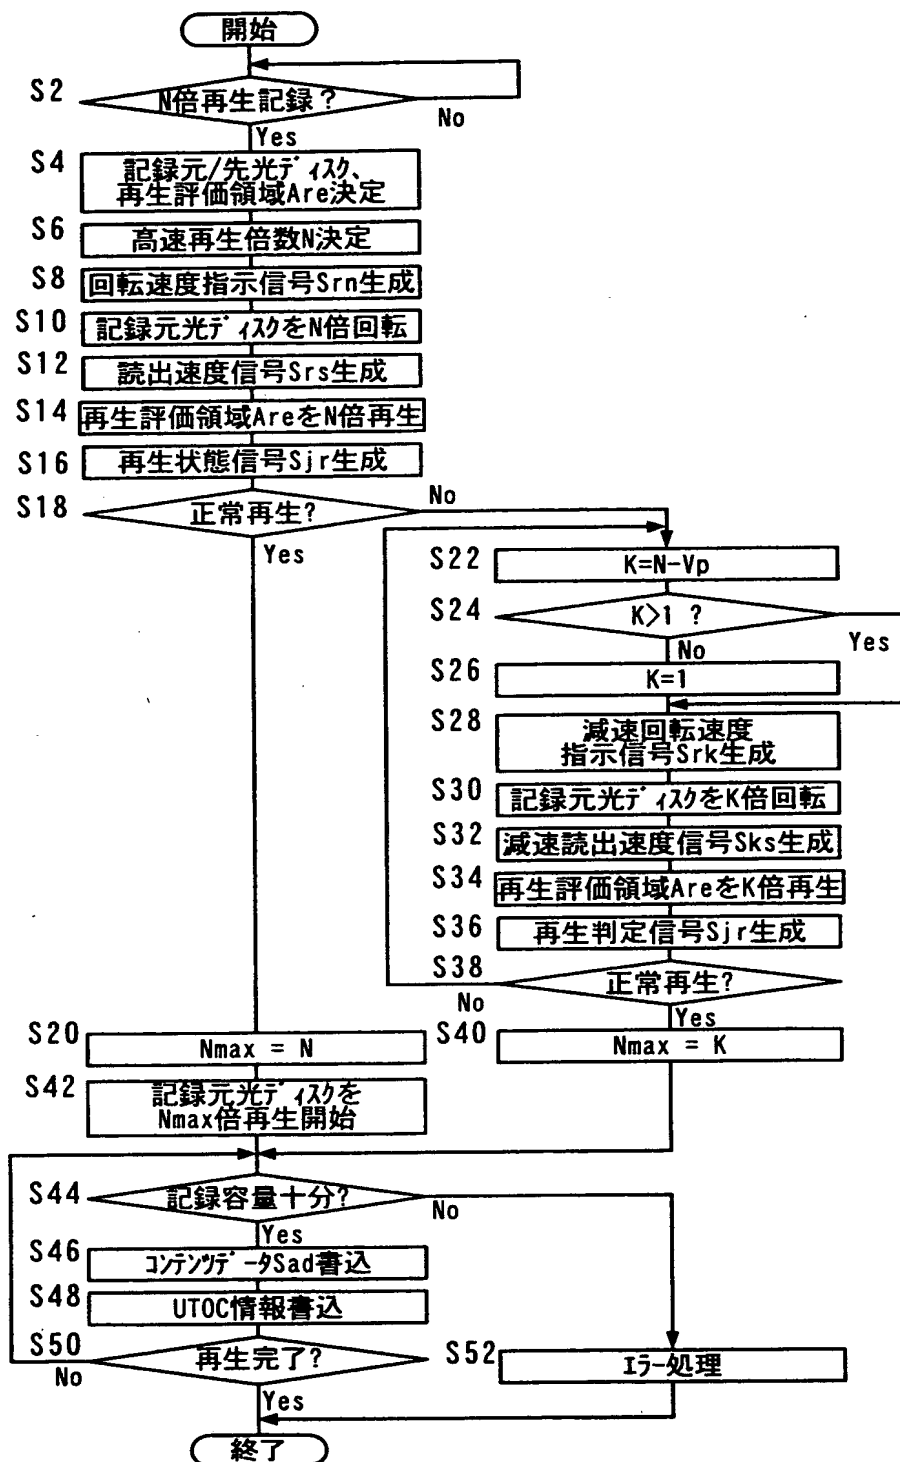 開始
S2
N倍再生記録?
No
Yes
S4
記録元/先光ディスク、
再生評価領域Are決定
S6
高速再生倍数N決定
S8
回転速度指示信号Srn生成
S10
記録元光ディスクをN倍回転
S12
読出速度信号Srs生成
S14
再生評価領域AreをN倍再生
S16
再生状態信号Sjr生成
S18
正常再生?
No
Yes
S22
K=N-Vp
S24
K>1 ?
Yes
No
S26
K=1
S28
減速回転速度
指示信号Srk生成
S30
記録元光ディスクをK倍回転
S32
減速読出速度信号Sks生成
S34
再生評価領域AreをK倍再生
S36
再生判定信号Sjr生成
S38
正常再生?
No
Yes
S20
Nmax = N
S40
Nmax = K
S42
記録元光ディスクを
Nmax倍再生開始
S44
記録容量十分?
No
Yes
S46
コンテンツデータSad書込
S48
UTOC情報書込
S50
再生完了?
No
Yes
S52
エラー処理
終了